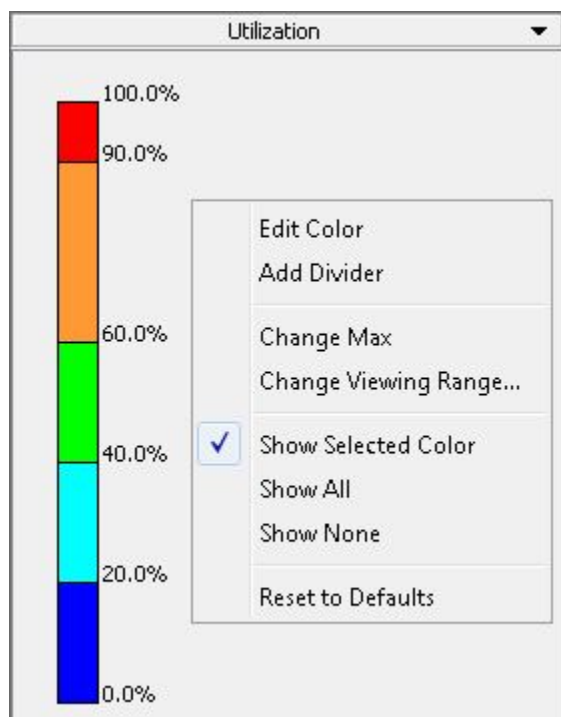 Utilization
100.0%
90.0%
60.0%
40.0%
20.0%
0.0%
Edit Color
Add Divider
Change Max
Change Viewing Range...
Show Selected Color
Show All
Show None
Reset to Defaults